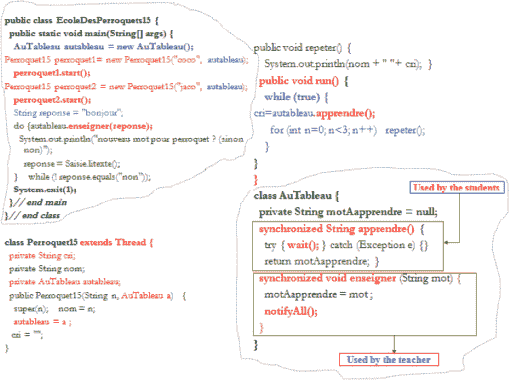 public class EcoleDesPerroquets15 {
public static void main(String[] args) {
AuTableau autableau = new AuTableau();
Perroquet15 perroquet1= new Perroquet15("coco", autableau);
perroquet1.start();
Perroquet15 perroquet2 = new Perroquet15("jaco", autableau);
perroquet2.start();
String reponse = "bonjour";
do {autableau.enseigner(reponse);
System.out.println("nouveau mot pour perroquet ? (sinon
non)");
reponse = Saisie.litexte();
} while (! reponse.equals("non"));
System.exit(1);
}// end main
}// end class
class Perroquet15 extends Thread {
private String cri;
private String nom;
private AuTableau autableau;
public Perroquet15(String n, AuTableau a) {
super(n); nom = n;
autableau = a ;
cri = "";
}
public void repeter() {
System.out.println(nom + " "+ cri); }
public void run() {
while (true) {
cri=autableau.apprendre();
for (int n=0; n<3; n++) repeter();
}
}
}
Used by the students
class AuTableau {
private String motAapprendre = null;
synchronized String apprendre() {
try { wait(); } catch (Exception e) {}
return motAapprendre; }
synchronized void enseigner (String mot) {
motAapprendre = mot ;
notifyAll();
}
}
Used by the teacher